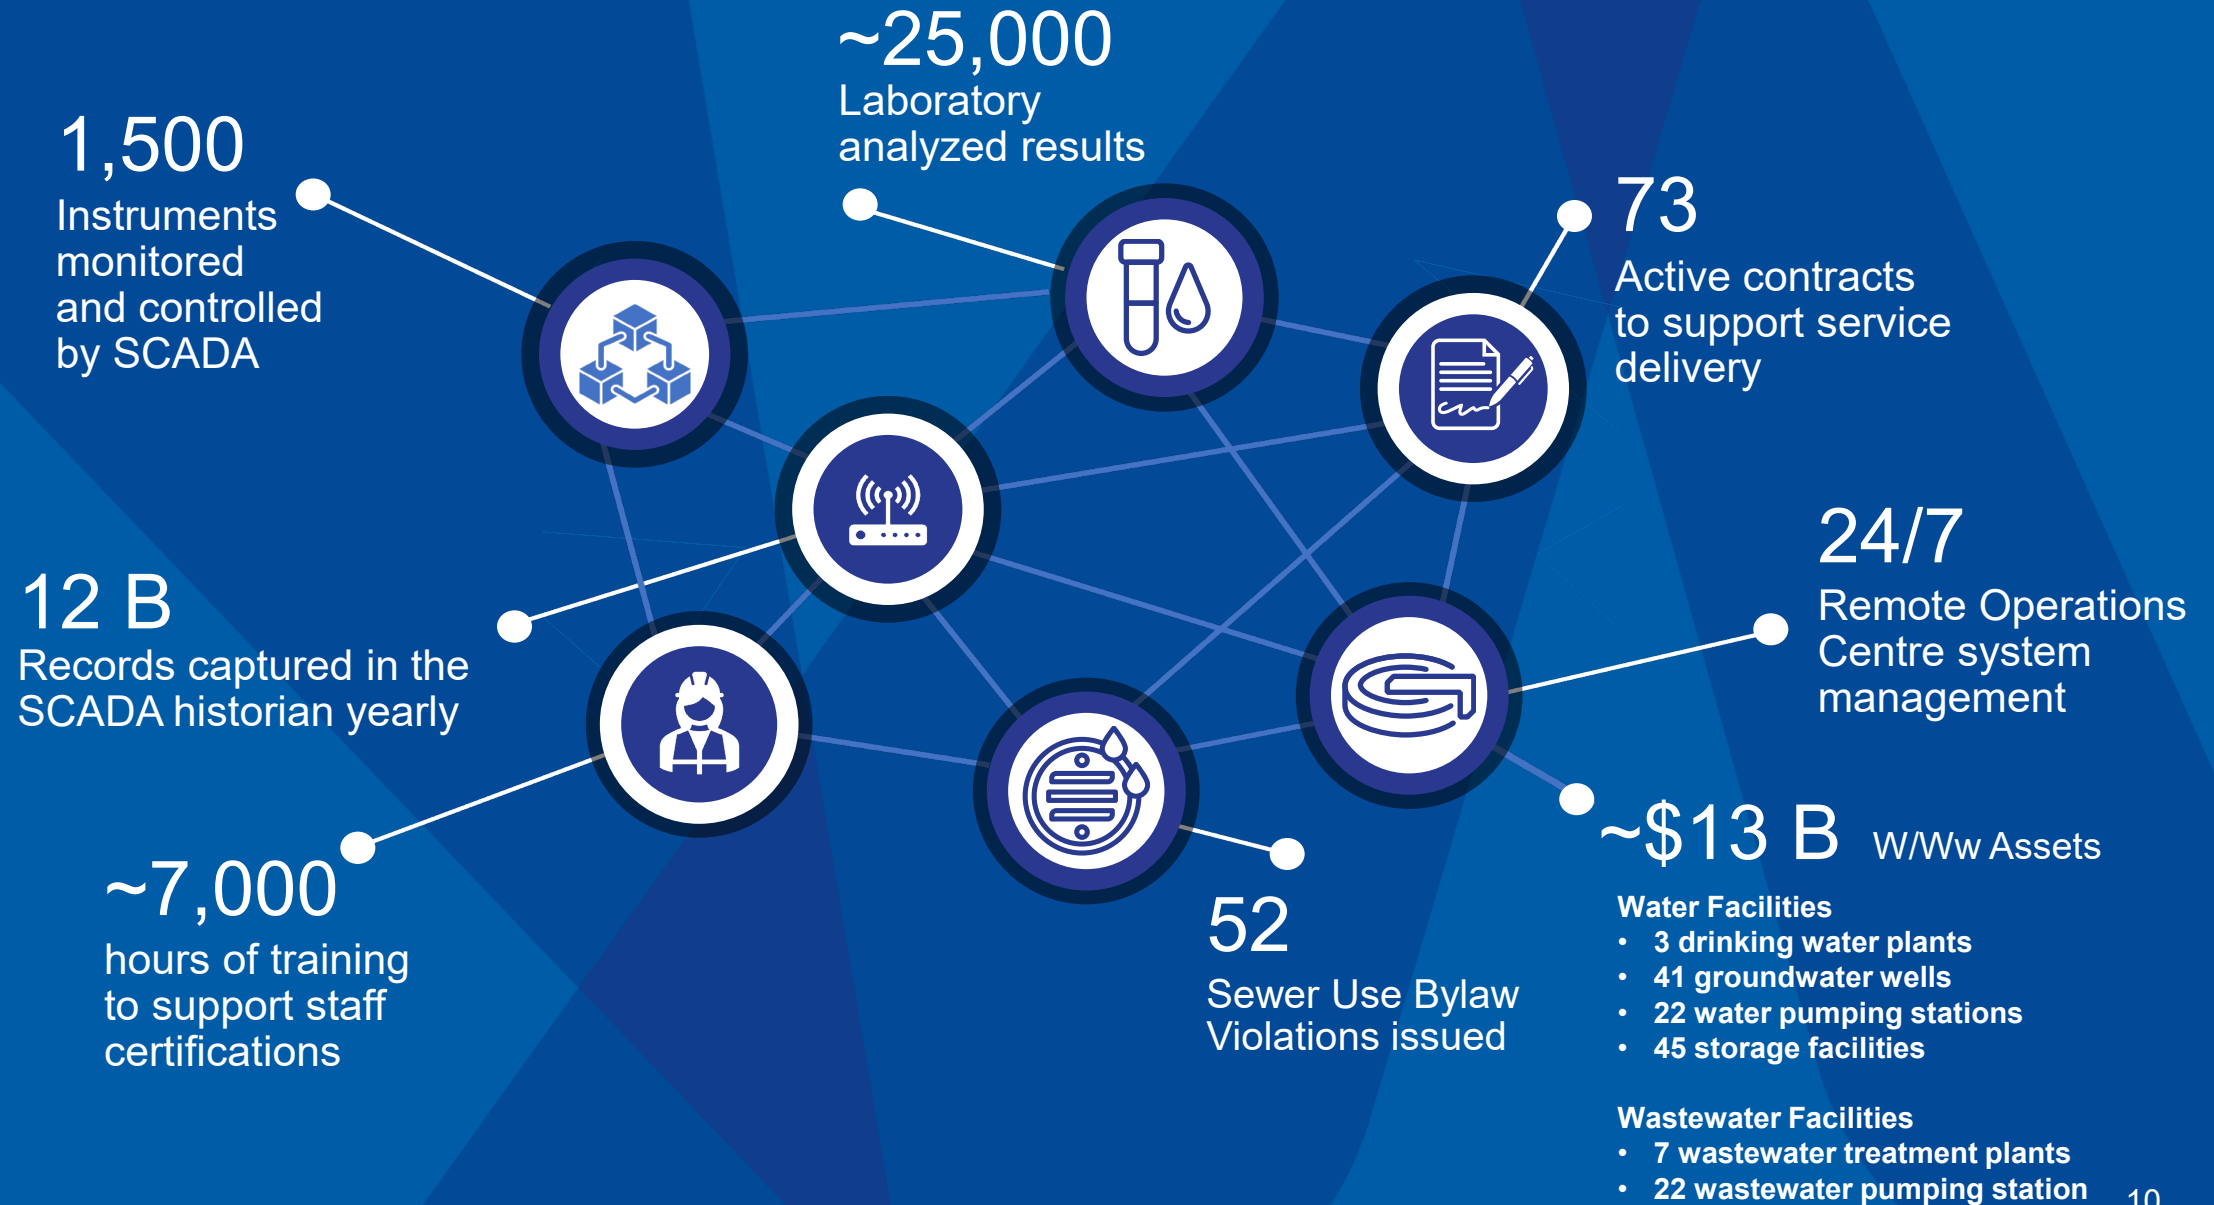 ~25,000
Laboratory
analyzed results
1,500
Instruments
monitored
and controlled
by SCADA
73
Active contracts
to support service
delivery
24/7
Remote Operations
Centre system
management
12 B
Records captured in the
SCADA historian yearly
~7,000
hours of training
to support staff
certifications
52
Sewer Use Bylaw
Violations issued
~$13 B W/Ww Assets
Water Facilities
• 3 drinking water plants
• 41 groundwater wells
• 22 water pumping stations
• 45 storage facilities
Wastewater Facilities
• 7 wastewater treatment plants
• 22 wastewater pumping station
10